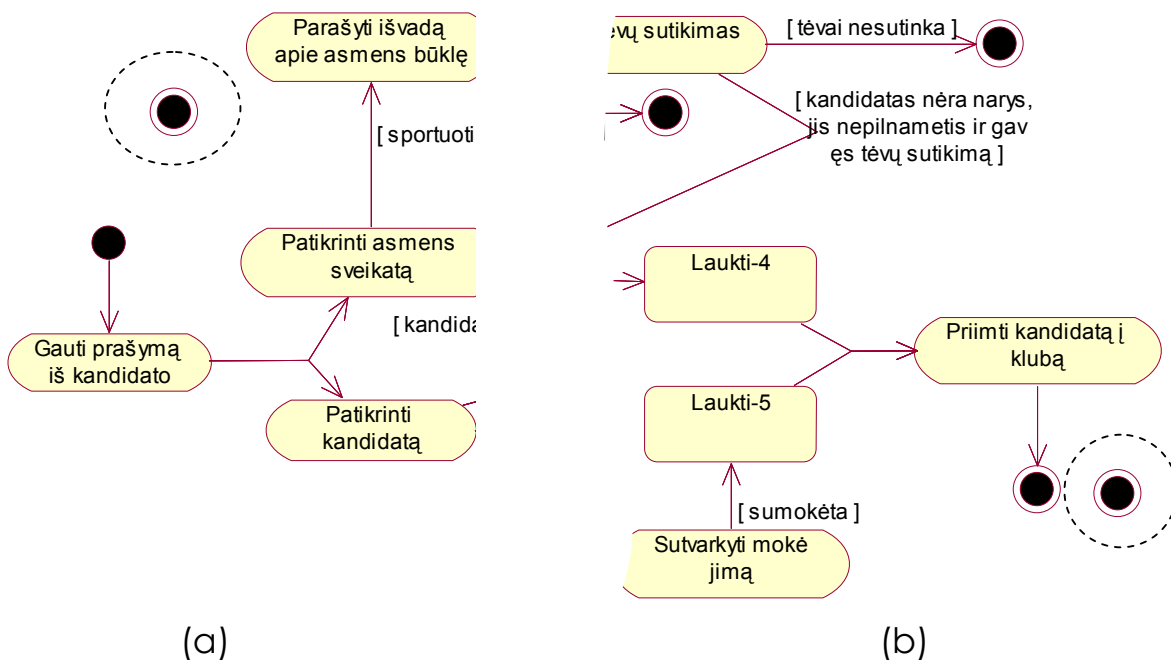 Parašyti išvadą
apie asmens būklę
[ sportuoti
Patikrinti asmens
sveikatą
[ kandida
Gauti prašymą
iš kandidato
Patikrinti
kandidatą
(a)
ėvų sutikimas
[ tėvai nesutinka ]
[ kandidatas nėra narys,
jis nepilnametis ir gav
ęs tėvų sutikimą ]
Laukti-4
Priimti kandidatą į
klubą
Laukti-5
[ sumokėta ]
Sutvarkyti mokė
jimą
(b)